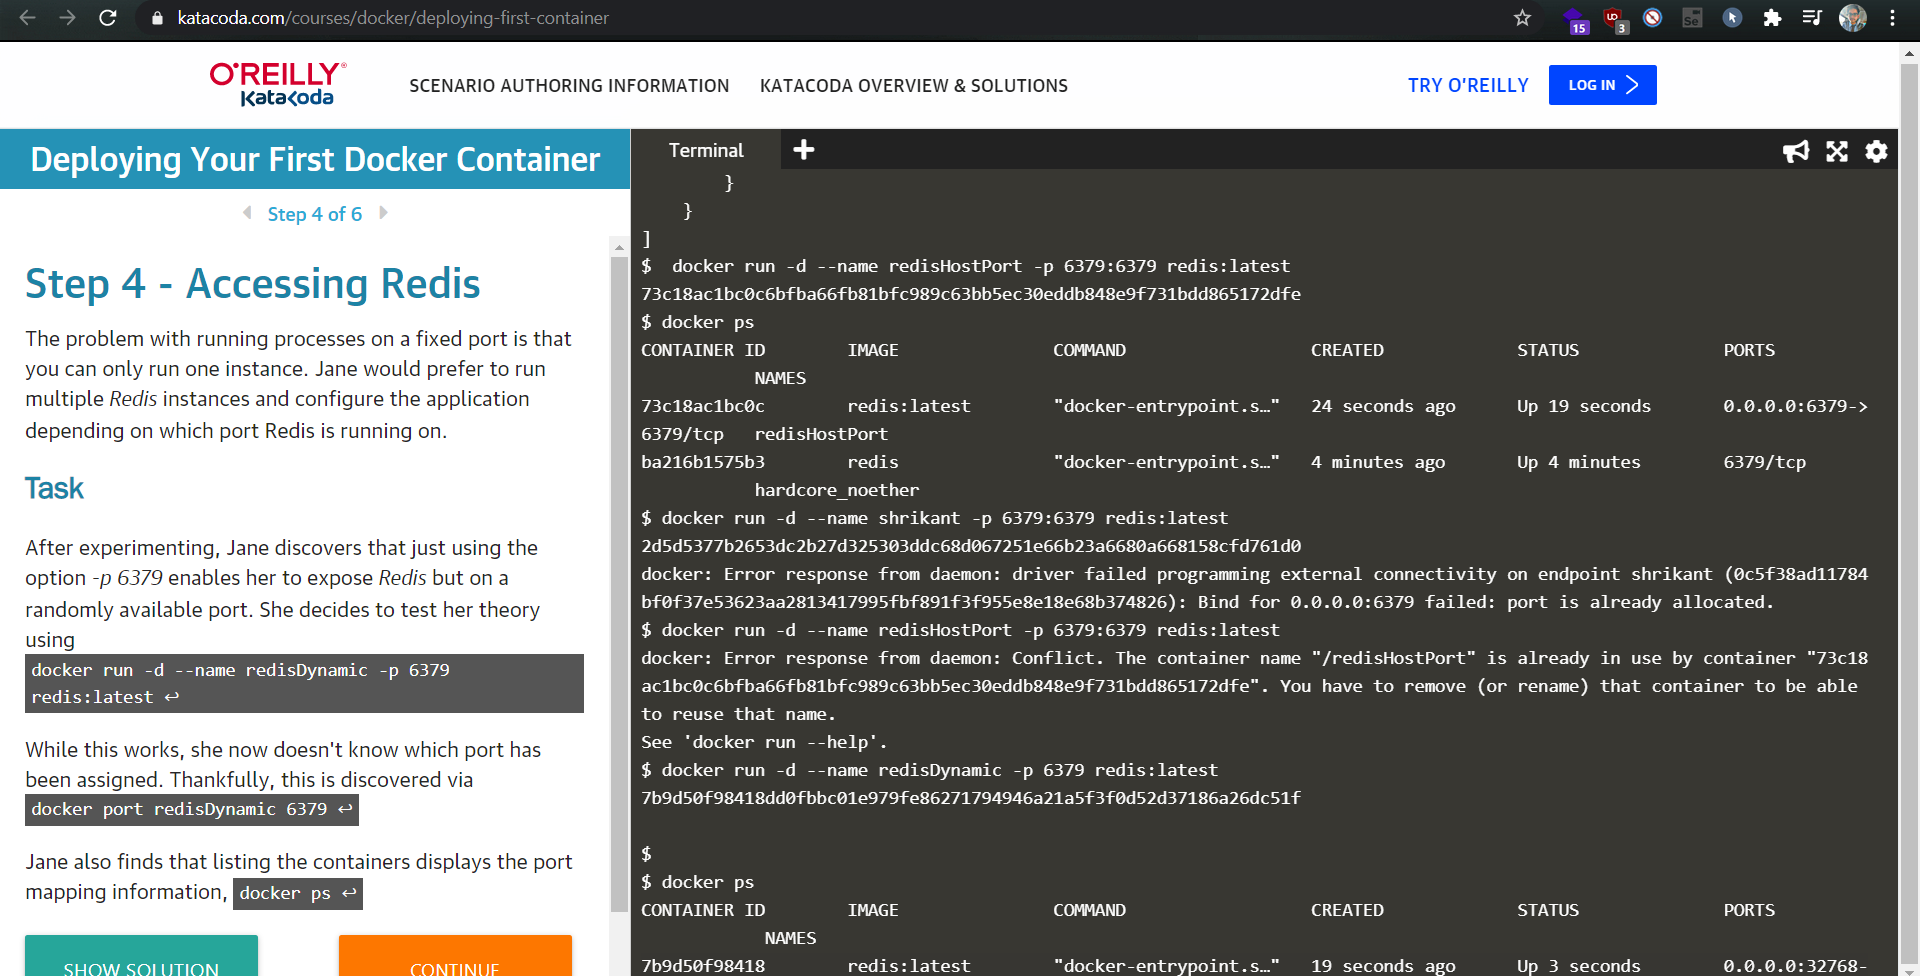 katacoda.com/courses/docker/deploying-first-container
15
3
Se
O'REILLY®
Katacoda
SCENARIO AUTHORING INFORMATION
KATACODA OVERVIEW & SOLUTIONS
TRY O'REILLY
LOG IN
Deploying Your First Docker Container
Step 4 of 6
Step 4 - Accessing Redis
The problem with running processes on a fixed port is that
you can only run one instance. Jane would prefer to run
multiple Redis instances and configure the application
depending on which port Redis is running on.
Task
After experimenting, Jane discovers that just using the
option -p 6379 enables her to expose Redis but on a
randomly available port. She decides to test her theory
using
docker run -d --name redisDynamic -p 6379
redis:latest ↩
While this works, she now doesn't know which port has
been assigned. Thankfully, this is discovered via
docker port redisDynamic 6379 ↩
Jane also finds that listing the containers displays the port
mapping information, docker ps ↩
SHOW SOLUTION
CONTINUE
Terminal
}
}
]
$  docker run -d --name redisHostPort -p 6379:6379 redis:latest
73c18ac1bc0c6bfba66fb81bfc989c63bb5ec30eddb848e9f731bdd865172dfe
$ docker ps
CONTAINER ID        IMAGE               COMMAND                  CREATED             STATUS              PORTS
NAMES
73c18ac1bc0c        redis:latest        "docker-entrypoint.s…"   24 seconds ago      Up 19 seconds       0.0.0.0:6379->
6379/tcp   redisHostPort
ba216b1575b3        redis               "docker-entrypoint.s…"   4 minutes ago       Up 4 minutes        6379/tcp
hardcore_noether
$ docker run -d --name shrikant -p 6379:6379 redis:latest
2d5d5377b2653dc2b27d325303ddc68d067251e66b23a6680a668158cfd761d0
docker: Error response from daemon: driver failed programming external connectivity on endpoint shrikant (0c5f38ad11784
bf0f37e53623aa2813417995fbf891f3f955e8e18e68b374826): Bind for 0.0.0.0:6379 failed: port is already allocated.
$ docker run -d --name redisHostPort -p 6379:6379 redis:latest
docker: Error response from daemon: Conflict. The container name "/redisHostPort" is already in use by container "73c18
ac1bc0c6bfba66fb81bfc989c63bb5ec30eddb848e9f731bdd865172dfe". You have to remove (or rename) that container to be able
to reuse that name.
See 'docker run --help'.
$ docker run -d --name redisDynamic -p 6379 redis:latest
7b9d50f98418dd0fbbc01e979fe86271794946a21a5f3f0d52d37186a26dc51f
$
$ docker ps
CONTAINER ID        IMAGE               COMMAND                  CREATED             STATUS              PORTS
NAMES
7b9d50f98418        redis:latest        "docker-entrypoint.s…"   19 seconds ago      Up 3 seconds        0.0.0.0:32768-